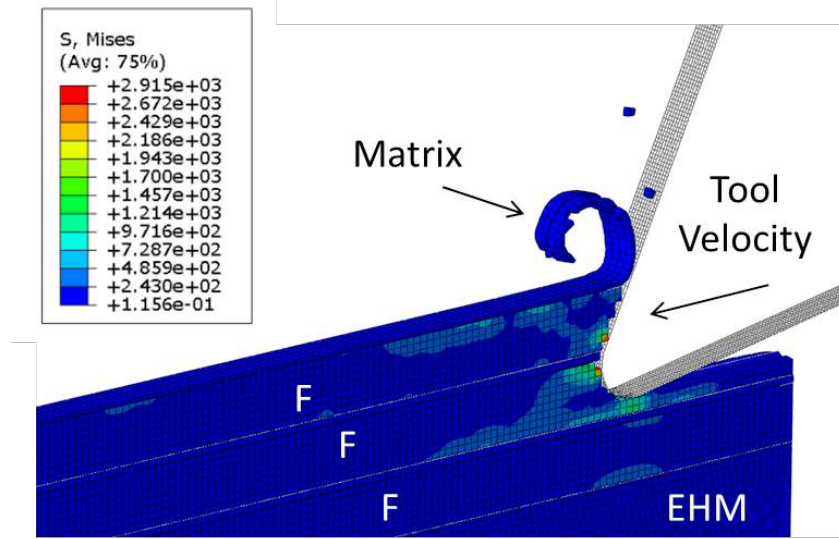 S, Mises
(Avg: 75%)
+2.915e+03
+2.672e+03
+2.429e+03
+2.186e+03
+1.943e+03
+1.700e+03
+1.457e+03
+1.214e+03
+9.716e+02
+7.287e+02
+4.859e+02
+2.430e+02
+1.156e-01
Matrix
Tool
Velocity
F
F
F
EHM